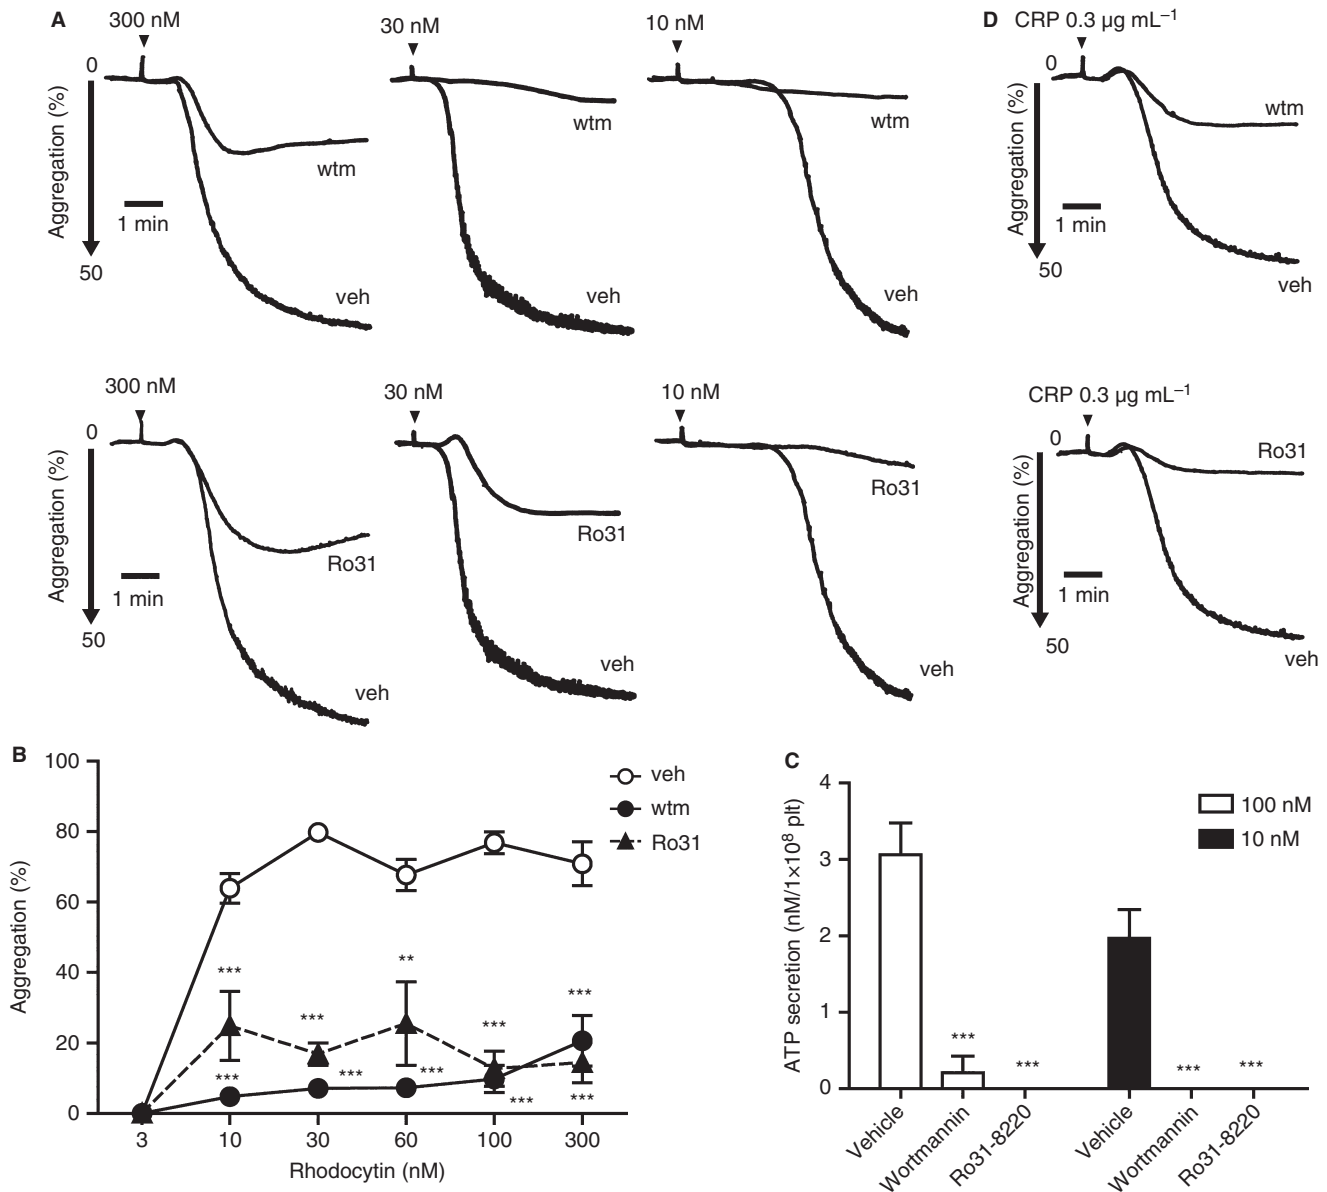 A
300 nM
30 nM
10 nM
0
Aggregation (%)
50
1 min
wtm
veh
wtm
veh
wtm
veh
300 nM
30 nM
10 nM
0
Aggregation (%)
50
1 min
Ro31
veh
Ro31
veh
Ro31
veh
D
CRP 0.3 µg mL⁻¹
0
Aggregation (%)
50
1 min
wtm
veh
CRP 0.3 µg mL⁻¹
0
Aggregation (%)
50
1 min
Ro31
veh
B
100
80
60
40
20
0
Aggregation (%)
veh
wtm
Ro31
***
***
***
***
**
***
***
***
***
***
3 10 30 60 100 300
Rhodocytin (nM)
C
4
3
2
1
0
ATP secretion (nM/1×10⁸ plt)
100 nM
10 nM
***
***
***
***
Vehicle
Wortmannin
Ro31-8220
Vehicle
Wortmannin
Ro31-8220